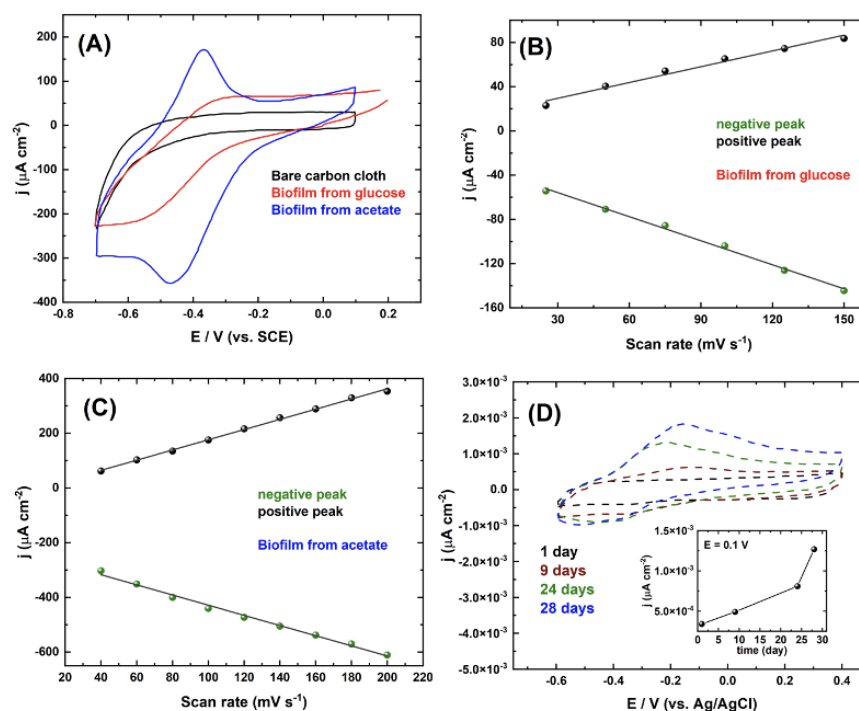 (A)
200
100
0
-100
-200
-300
-400
j (µA cm⁻²)
Bare carbon cloth
Biofilm from glucose
Biofilm from acetate
-0.8 -0.6 -0.4 -0.2 0.0 0.2
E / V (vs. SCE)
(B)
80
40
0
-40
-80
-120
-160
j (µA cm⁻²)
negative peak
positive peak
Biofilm from glucose
30 60 90 120 150
Scan rate (mV s⁻¹)
(C)
400
200
0
-200
-400
-600
j (µA cm⁻²)
negative peak
positive peak
Biofilm from acetate
20 40 60 80 100 120 140 160 180 200 220
Scan rate (mV s⁻¹)
(D)
3.0×10⁻³
2.0×10⁻³
1.0×10⁻³
0.0
-1.0×10⁻³
-2.0×10⁻³
-3.0×10⁻³
-4.0×10⁻³
-5.0×10⁻³
j (µA cm⁻²)
1 day
9 days
24 days
28 days
E = 0.1 V
1.5×10⁻³
1.0×10⁻³
5.0×10⁻⁴
j (µA cm⁻²)
0 5 10 15 20 25 30
time (day)
-0.6 -0.4 -0.2 0.0 0.2 0.4
E / V (vs. Ag/AgCl)